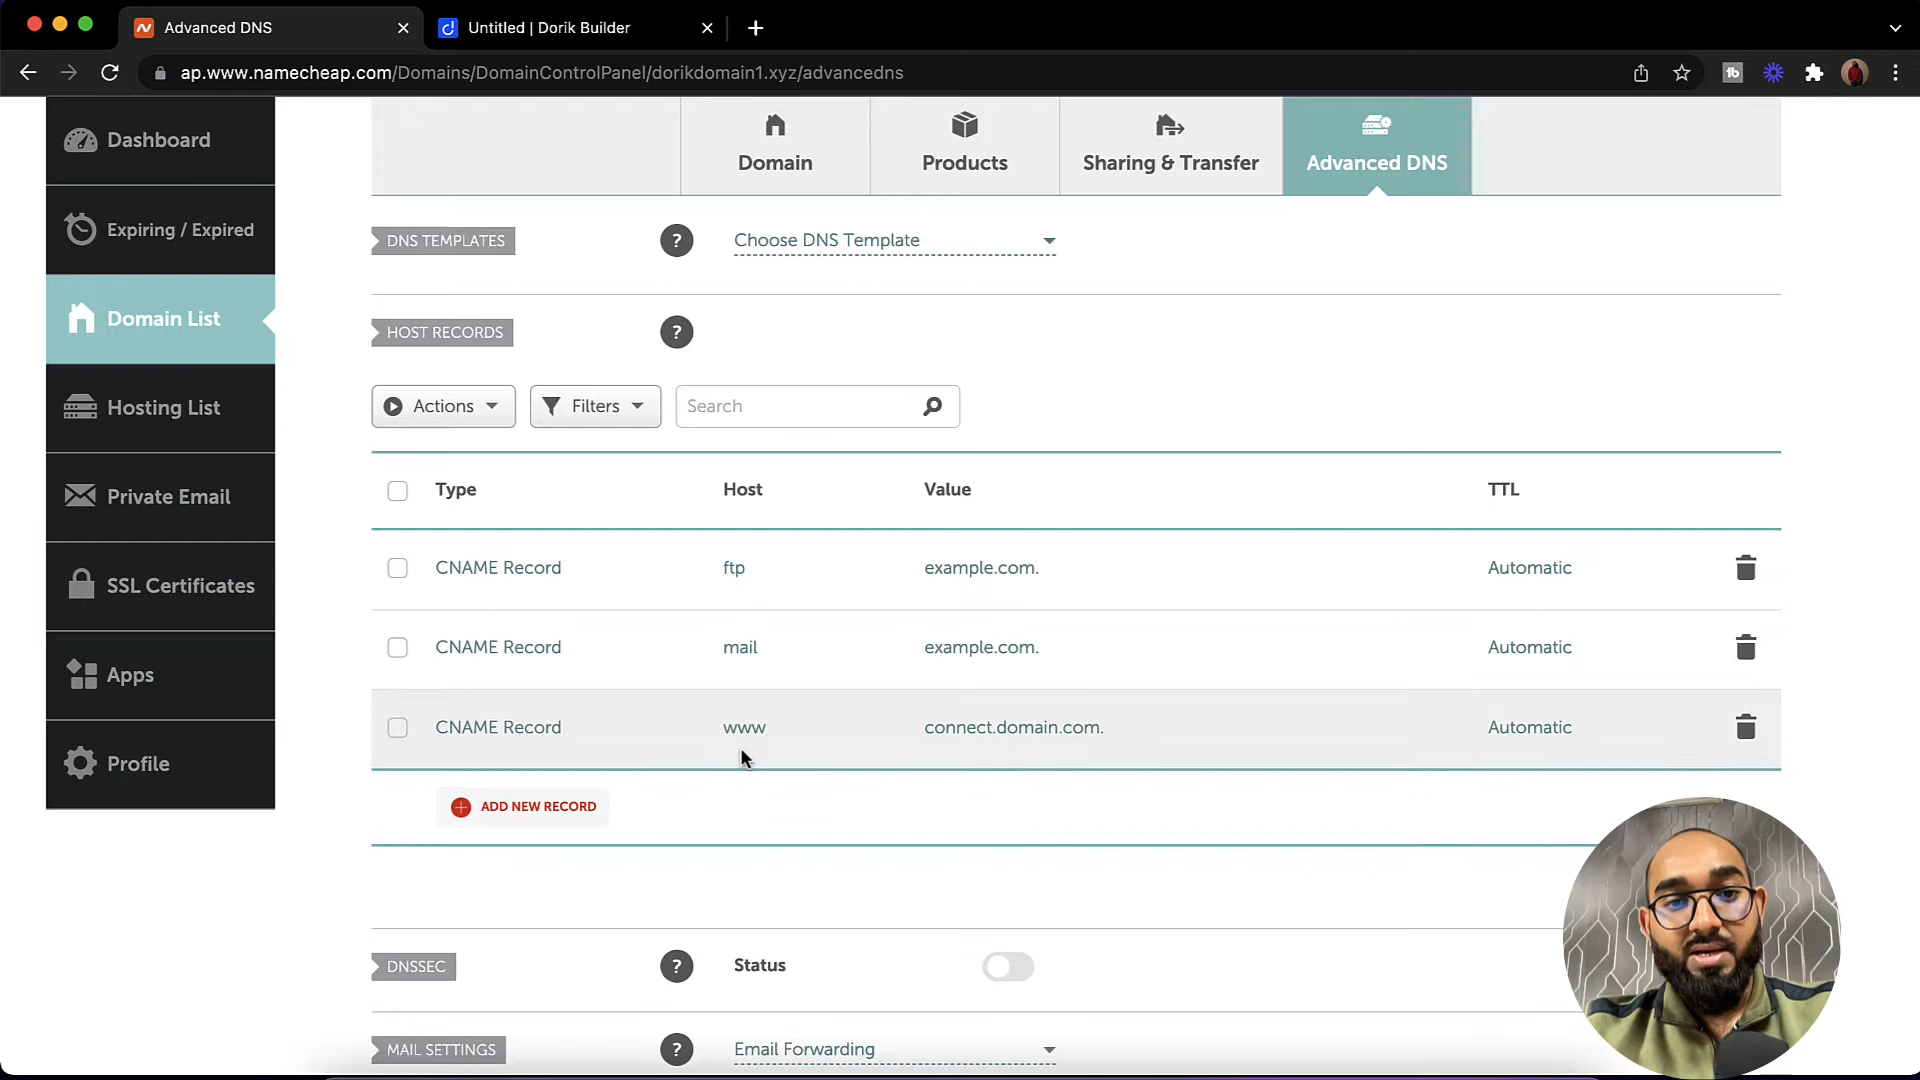 Advanced DNS
Untitled | Dorik Builder
ap.www.namecheap.com/Domains/DomainControlPanel/dorikdomain1.xyz/advancedns
Dashboard
Expiring / Expired
Domain List
Hosting List
Private Email
SSL Certificates
Apps
Profile
Domain
Products
Sharing & Transfer
Advanced DNS
DNS TEMPLATES ? Choose DNS Template
HOST RECORDS ?
Actions Filters Search
Type Host Value TTL
CNAME Record ftp example.com. Automatic
CNAME Record mail example.com. Automatic
CNAME Record www connect.domain.com. Automatic
ADD NEW RECORD
DNSSEC ? Status
MAIL SETTINGS ? Email Forwarding